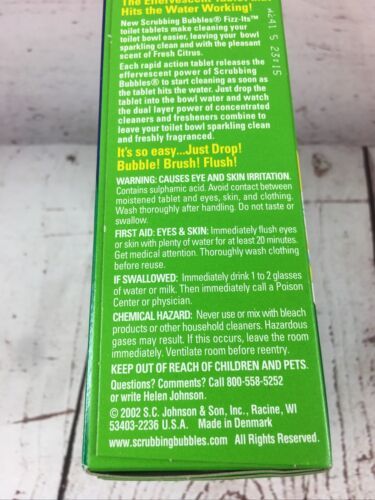 The Effervescent Tablet that
Hits the Water Working!
New Scrubbing Bubbles® Fizz-Its™
toilet tablets make cleaning your
toilet bowl easier, leaving your bowl
sparkling clean and with the pleasant
scent of Fresh Citrus.
Each rapid action tablet releases the
effervescent power of Scrubbing
Bubbles® to start cleaning as soon as
the tablet hits the water. Just drop the
tablet into the bowl water and watch
the dual layer power of concentrated
cleaners and fresheners combine to
leave your toilet bowl sparkling clean
and freshly fragranced.
It's so easy...Just Drop!
Bubble! Brush! Flush!
WARNING: CAUSES EYE AND SKIN IRRITATION.
Contains sulphamic acid. Avoid contact between
moistened tablet and eyes, skin, and clothing.
Wash thoroughly after handling. Do not taste or
swallow.
FIRST AID: EYES & SKIN: Immediately flush eyes
or skin with plenty of water for at least 20 minutes.
Get medical attention. Thoroughly wash clothing
before reuse.
IF SWALLOWED: Immediately drink 1 to 2 glasses
of water or milk. Then immediately call a Poison
Center or physician.
CHEMICAL HAZARD: Never use or mix with bleach
products or other household cleaners. Hazardous
gases may result. If this occurs, leave the room
immediately. Ventilate room before reentry.
KEEP OUT OF REACH OF CHILDREN AND PETS.
Questions? Comments? Call 800-558-5252
or write Helen Johnson.
© 2002 S.C. Johnson & Son, Inc., Racine, WI
53403-2236 U.S.A. Made in Denmark
www.scrubbingbubbles.com All Rights Reserved.
4241 5 23:15